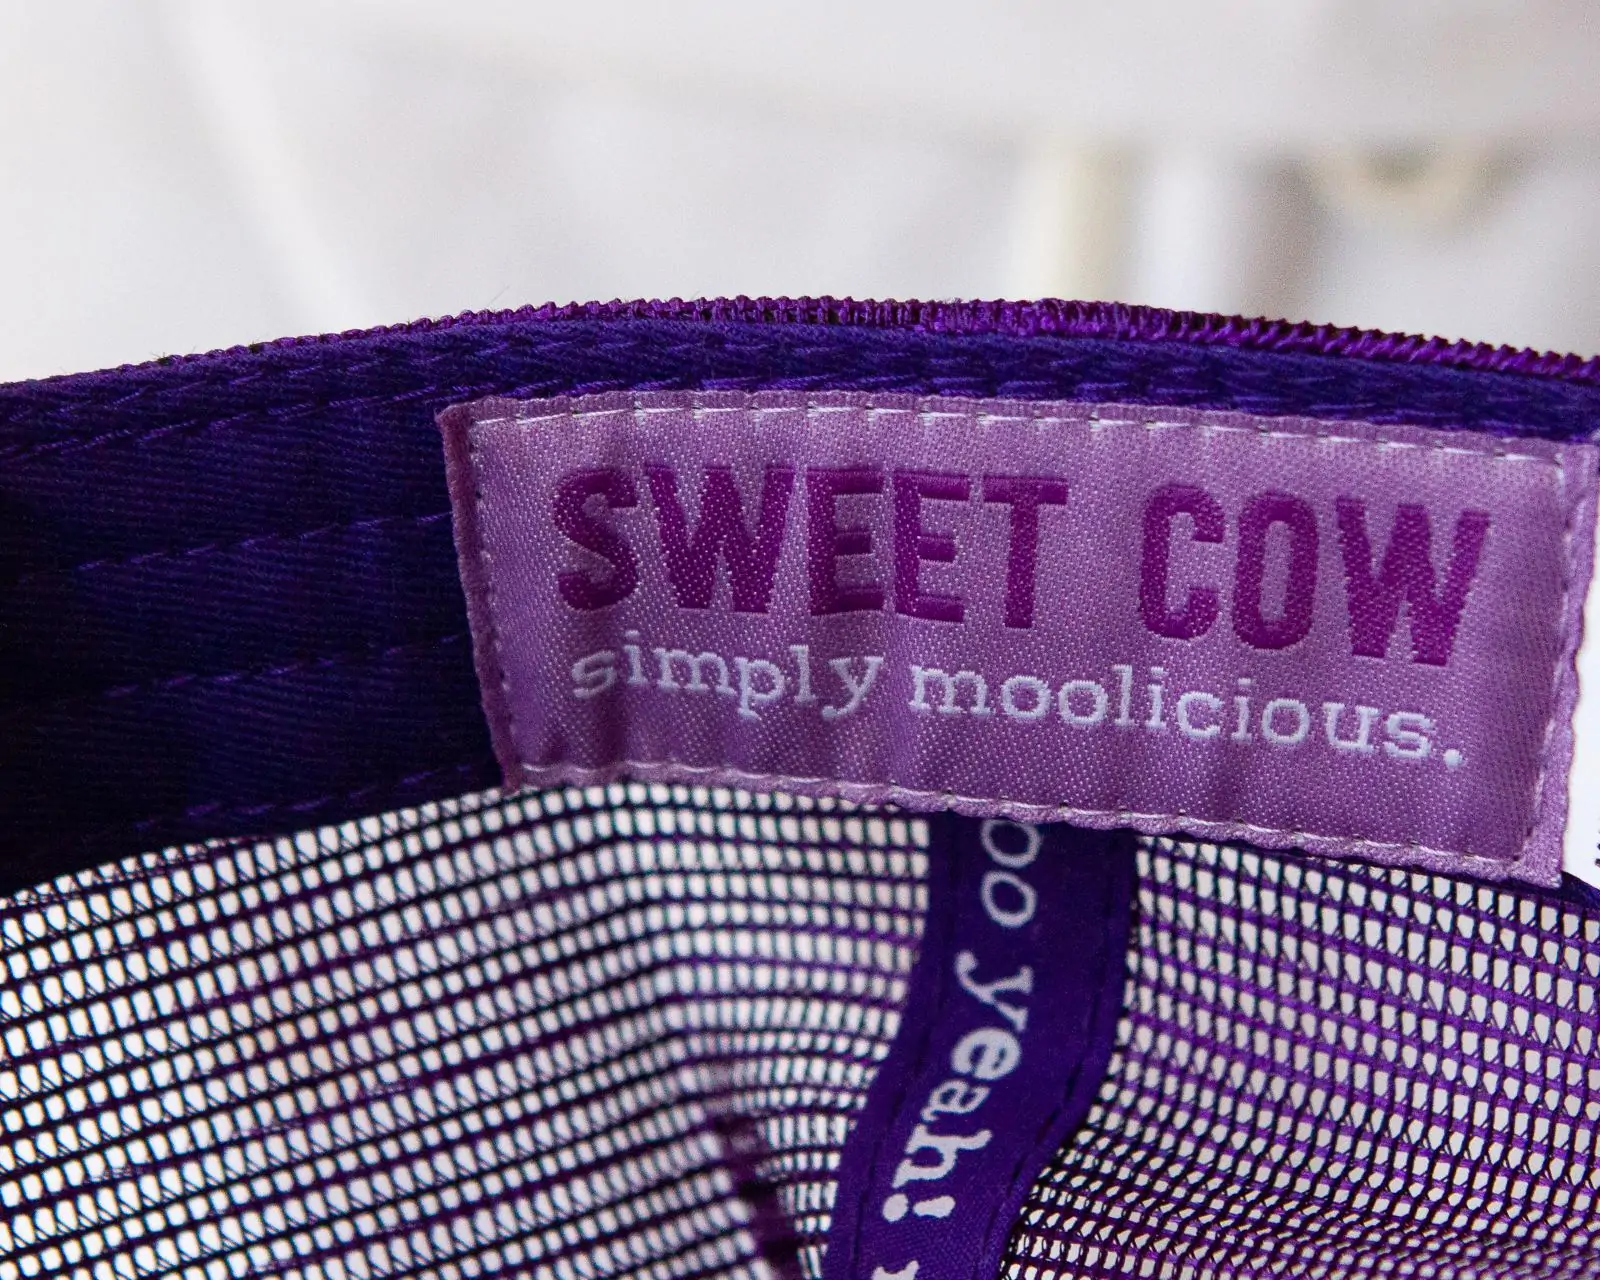 SWEET COW
simply moolicious.
oo yeah!